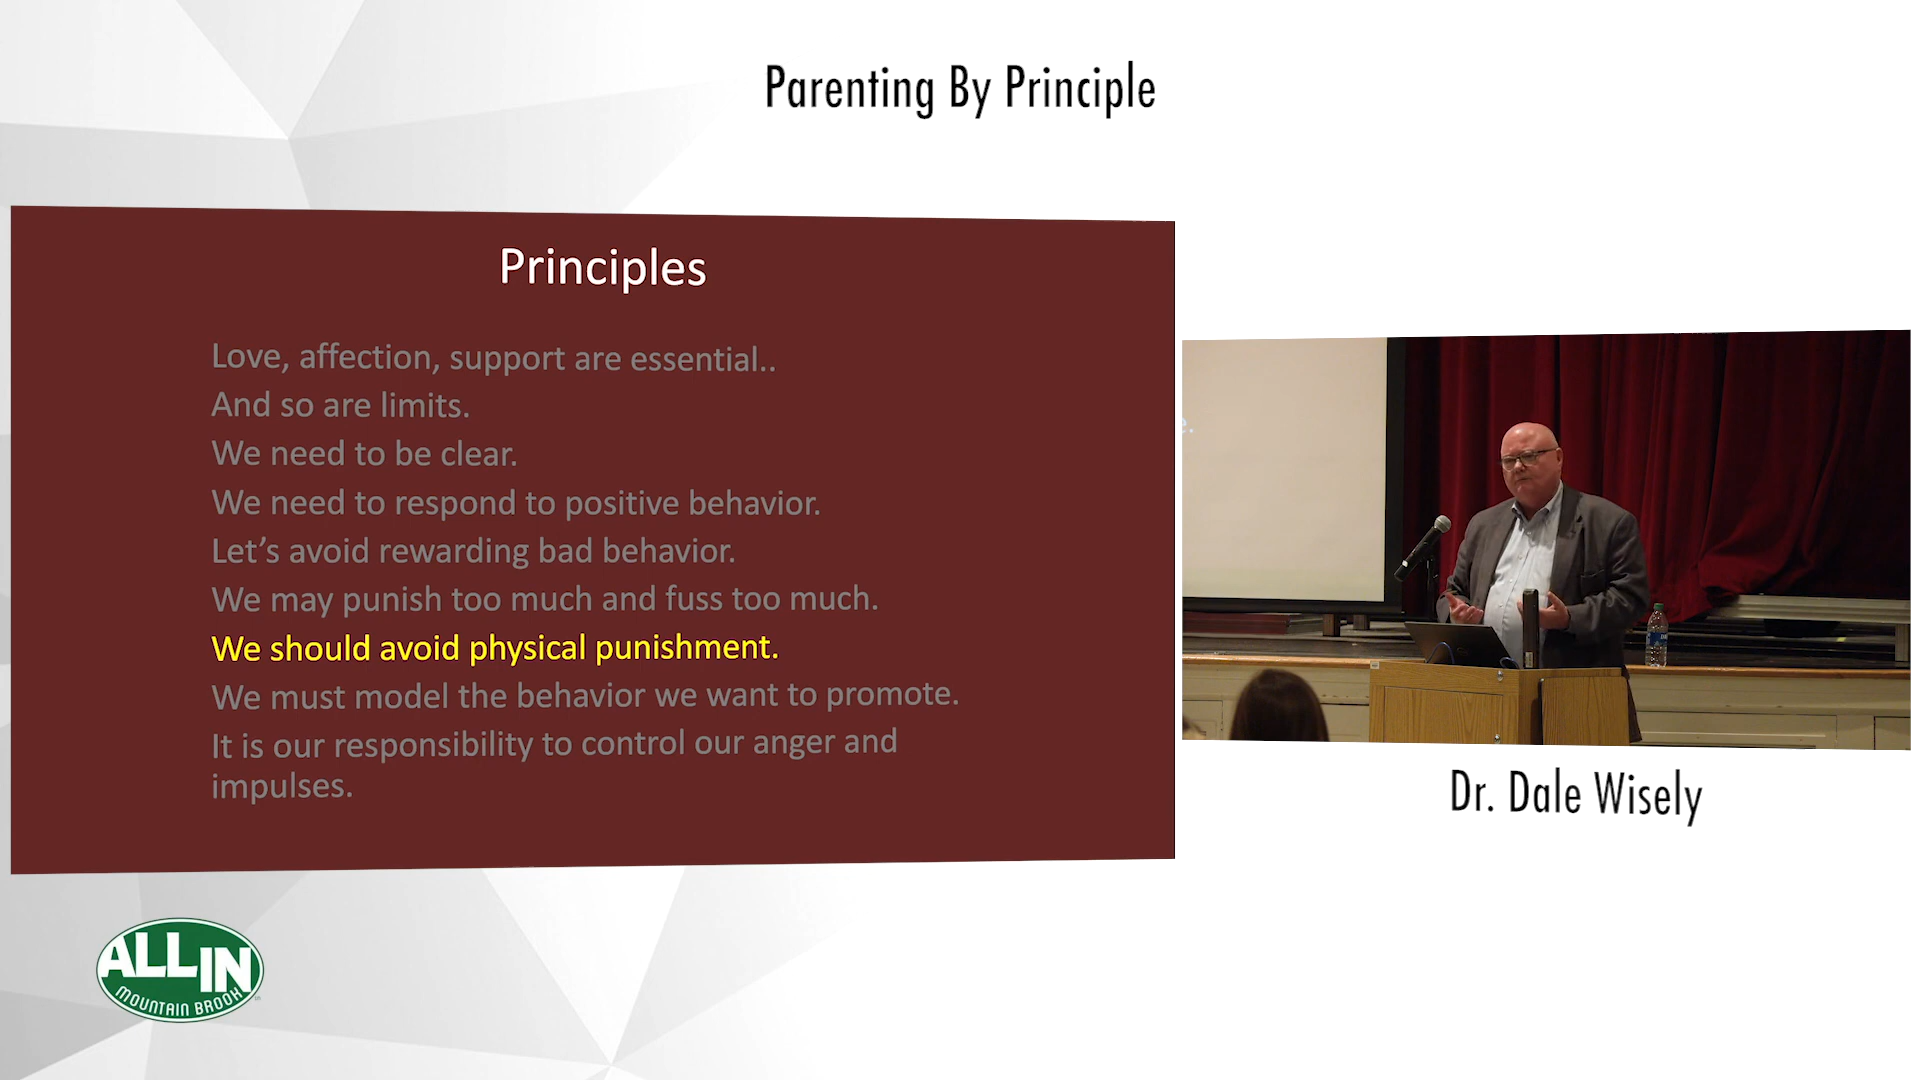 Parenting By Principle
Principles
Love, affection, support are essential..
And so are limits.
We need to be clear.
We need to respond to positive behavior.
Let’s avoid rewarding bad behavior.
We may punish too much and fuss too much.
We should avoid physical punishment.
We must model the behavior we want to promote.
It is our responsibility to control our anger and
impulses.
Dr. Dale Wisely
ALL IN
MOUNTAIN BROOK